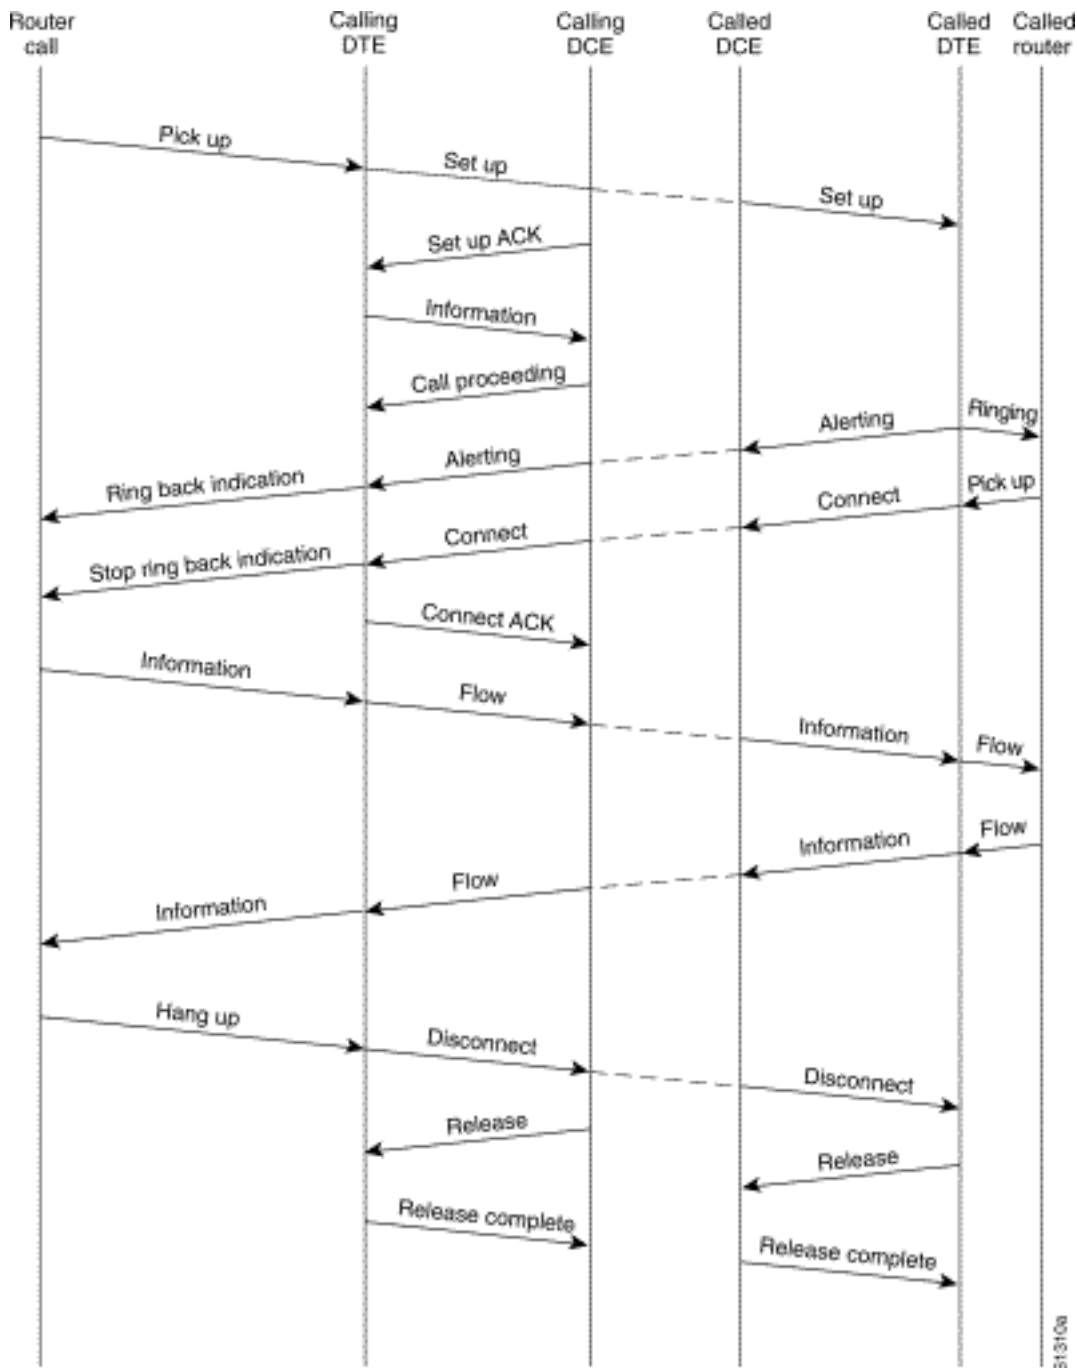 Router call
Calling DTE
Calling DCE
Called DCE
Called DTE
Called router
Pick up
Set up
Set up
Set up ACK
Information
Call proceeding
Ringing
Alerting
Alerting
Ring back indication
Pick up
Connect
Connect
Stop ring back indication
Connect ACK
Information
Flow
Information
Flow
Flow
Information
Flow
Information
Hang up
Disconnect
Disconnect
Release
Release
Release complete
Release complete
51310a